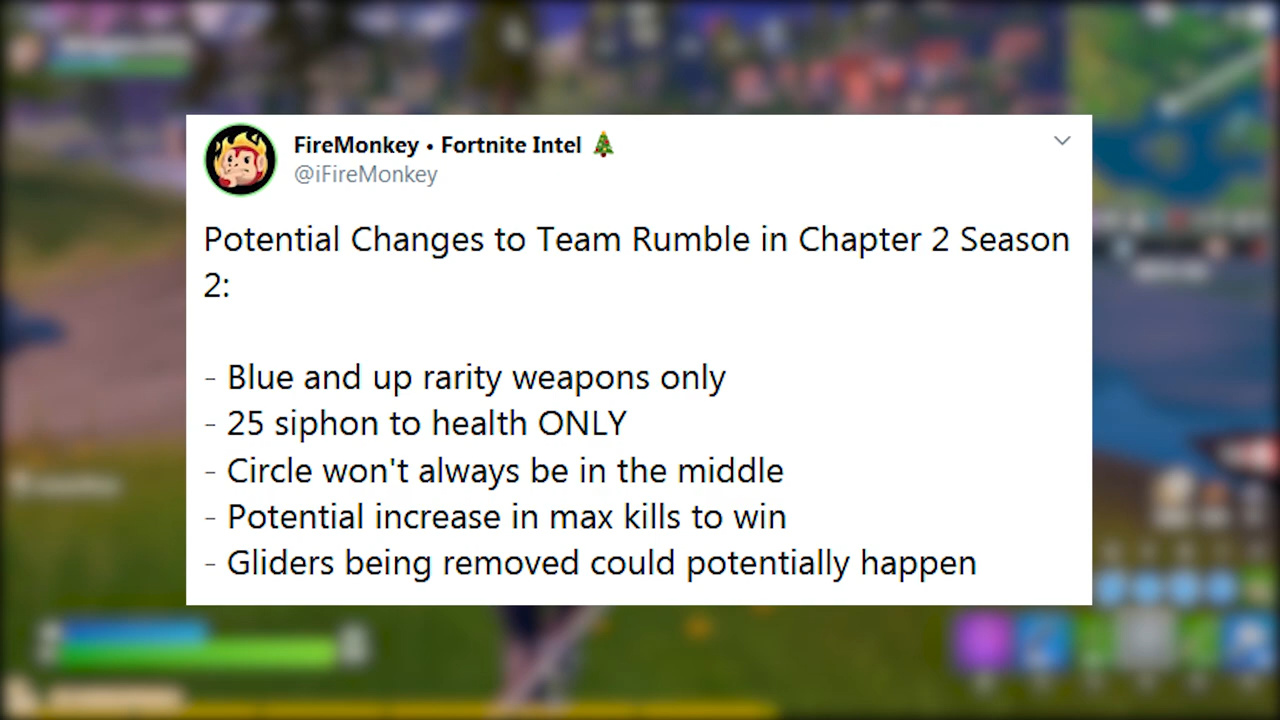 FireMonkey • Fortnite Intel 🎄
@iFireMonkey
Potential Changes to Team Rumble in Chapter 2 Season
2:
- Blue and up rarity weapons only
- 25 siphon to health ONLY
- Circle won't always be in the middle
- Potential increase in max kills to win
- Gliders being removed could potentially happen